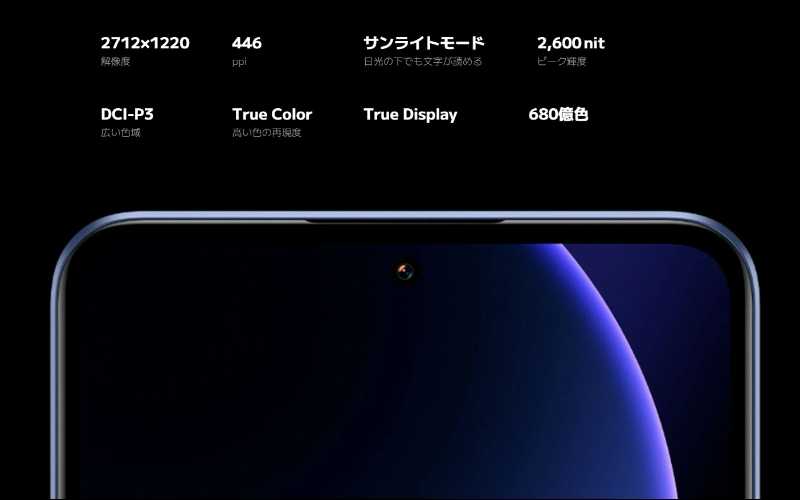 2712×1220 446 サンライトモード 2,600 nit
解像度 ppi 日光の下でも文字が読める ピーク輝度
DCI-P3 True Color True Display 680億色
広い色域 高い色の再現度